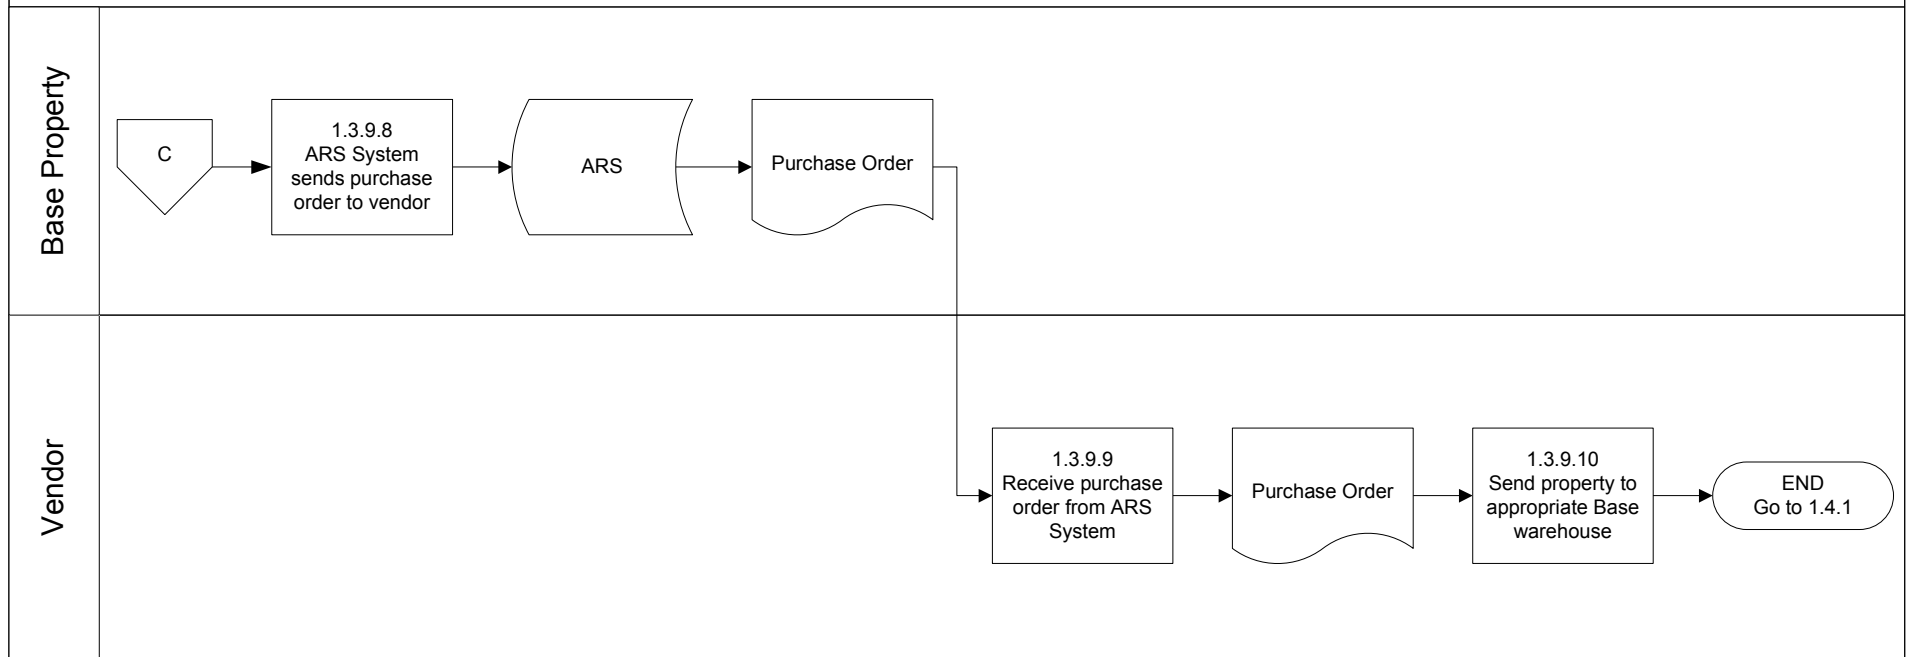 Base Property
C
1.3.9.8
ARS System
sends purchase
order to vendor
ARS
Purchase Order
Vendor
1.3.9.9
Receive purchase
order from ARS
System
Purchase Order
1.3.9.10
Send property to
appropriate Base
warehouse
END
Go to 1.4.1